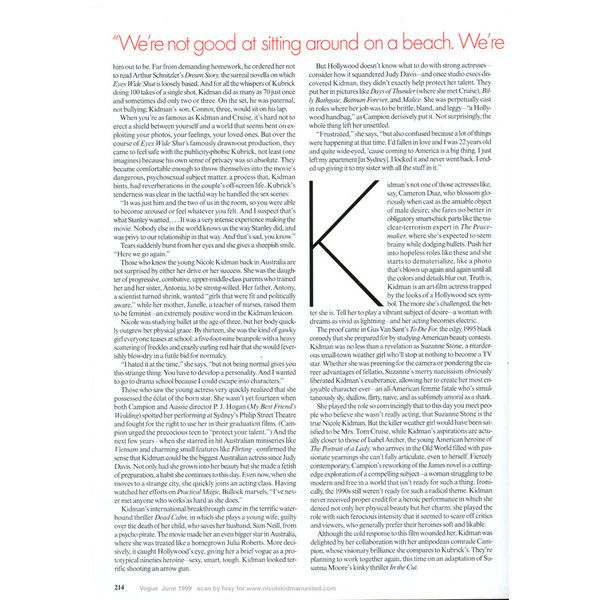 “We’re not good at sitting around on a beach. We’re
him out to be. Far from demanding homework, he ordered her not
to read Arthur Schnitzler’s Dream Story, the surreal novella on which
Eyes Wide Shut is loosely based. And for all the whispers of Kubrick
doing 100 takes of a single shot, Kidman did as many as 70 just once
and sometimes did only two or three. On the set, he was paternal,
not bullying. Kidman’s son, Connor, three, would sit on his lap.
When you’re as famous as Kidman and Cruise, it’s hard not to
erect a shield between yourself and a world that seems bent on ex-
ploiting your photos, your feelings, your loved ones. But over the
course of Eyes Wide Shut’s famously drawn-out production, they
came to feel safe with the publicity-phobic Kubrick, not least (one
imagines) because his own sense of privacy was so absolute. They
became comfortable enough to throw themselves into the movie’s
dangerous, psychosexual subject matter, a process that, Kidman
hints, had reverberations in the couple’s off-screen life. Kubrick’s
tenderness was clear in the tactful way he handled the sex scenes:
“It was just him and the two of us in the room, so you were able
to become aroused or feel whatever you felt. And I suspect that’s
what Stanley wanted. . . . It was a very intense experience making the
movie. Nobody else in the world knows us the way Stanley did, and
was privy to our relationship in that way. And that’s sad, you know.”
Tears suddenly burst from her eyes and she gives a sheepish smile.
“Here we go again.”
Those who knew the young Nicole Kidman back in Australia are
not surprised by either her drive or her success. She was the daugh-
ter of progressive, combative, upper-middle-class parents who trained
her and her sister, Antonia, to be strong-willed. Her father, Antony,
a scientist turned shrink, wanted “girls that were fit and politically
aware,” while her mother, Janelle, a teacher of nurses, raised them
to be feminist–an extremely positive word in the Kidman lexicon.
Nicole was studying ballet at the age of three, but her body quick-
ly outgrew her physical grace. By thirteen, she was the kind of gawky
girl everyone teases at school: a five-foot-nine beanpole with a heavy
scattering of freckles and crazily curling red hair that she would fever-
ishly blow-dry in a futile bid for normalcy.
“I hated it at the time,” she says, “but not being normal gives you
this strange thing. You have to develop a personality. And I wanted
to go to drama school because I could escape into characters.”
Those who saw the young actress very quickly realized that she
possessed the éclat of the born star. She wasn’t yet fourteen when
both Campion and Aussie director P. J. Hogan (My Best Friend’s
Wedding) spotted her performing at Sydney’s Philip Street Theatre
and fought for the right to use her in their graduation films. (Cam-
pion urged the precocious teen to “protect your talent.”) And the
next few years–when she starred in hit Australian miniseries like
Vietnam and charming small features like Flirting–confirmed the
sense that Kidman could be the biggest Australian actress since Judy
Davis. Not only had she grown into her beauty but she made a fetish
of preparation, a habit she continues to this day. Even now, when she
moves to a strange city, she quickly joins an acting class. Having
watched her efforts on Practical Magic, Bullock marvels, “I’ve nev-
er met anyone who works as hard as she does.”
Kidman’s international breakthrough came in the terrific water-
bound thriller Dead Calm, in which she plays a young wife, guilty
over the death of her child, who saves her husband, Sam Neill, from
a psycho pirate. The movie made her an even bigger star in Australia,
where she was treated like a homegrown Julia Roberts. More deci-
sively, it caught Hollywood’s eye, giving her a brief vogue as a pro-
totypal nineties heroine–sexy, smart, tough. Kidman looked ter-
rific shooting an arrow gun.
But Hollywood doesn’t know what to do with strong actresses–
consider how it squandered Judy Davis–and once studio execs dis-
covered Kidman, they didn’t exactly help protect her talent. They
put her in pictures like Days of Thunder (where she met Cruise), Bil-
ly Bathgate, Batman Forever, and Malice. She was perpetually cast
in roles where her job was to be brittle, bland, and leggy–“a Holly-
wood handbag,” as Campion derisively put it. Not surprisingly, the
whole thing left her unsettled.
“I frustrated,” she says, “but also confused because a lot of things
were happening at that time. I’d fallen in love and I was 22 years old
and quite wide-eyed, ’cause coming to America is a big thing. I just
left my apartment [in Sydney]. I locked it and never went back. I end-
ed up giving it to my sister with all the stuff in it.”
Kidman’s not one of those actresses like,
say, Cameron Diaz, who blossom glo-
riously when cast as the amiable object
of male desire; she fares no better in
obligatory smart-chick parts like the nu-
clear-terrorism expert in The Peace-
maker, where she’s expected to seem
brainy while dodging bullets. Push her
into hopeless roles like these and she
starts to dematerialize, like a photo
that’s blown up again and again until all
the colors and details blur out. Truth is,
Kidman is an art-film actress trapped
by the looks of a Hollywood sex sym-
bol. The more she’s challenged, the bet-
ter she is. Tell her to play a vibrant subject of desire–a woman with
dreams as vivid as lightning–and her acting becomes electric.
The proof came in Gus Van Sant’s To Die For, the edgy 1995 black
comedy that she prepared for by studying American beauty contests.
Kidman was no less than a revelation as Suzanne Stone, a murder-
ous small-town weather girl who’ll stop at nothing to become a TV
star. Whether she was preening for the camera or pondering the ca-
reer advantages of fellatio, Suzanne’s merry narcissism obviously
liberated Kidman’s exuberance, allowing her to create her most en-
joyable character ever–an all-American femme fatale who’s simul-
taneously sly, shallow, flirty, naive, and as sublimely amoral as a shark.
She played the role so convincingly that to this day you meet peo-
ple who believe she wasn’t really acting, that Suzanne Stone is the
true Nicole Kidman. But the killer weather girl would have been sat-
isfied to be Mrs. Tom Cruise, while Kidman’s aspirations are actu-
ally closer to those of Isabel Archer, the young American heroine of
The Portrait of a Lady, who arrives in the Old World filled with pas-
sionate yearnings she can’t fully articulate, even to herself. Fiercely
contemporary, Campion’s reworking of the James novel is a cutting-
edge exploration of a compelling subject–a woman struggling to be
modern and free in a world that isn’t ready for such a thing. Ironi-
cally, the 1990s still weren’t ready for such a radical theme. Kidman
never received proper credit for a heroic performance in which she
denied not only her physical beauty but her charm; she played the
role with such ferocious intensity that it seemed to scare off critics
and viewers, who generally prefer their heroines soft and likable.
Although the cold response to this film wounded her, Kidman was
delighted by her collaboration with her antipodean comrade Cam-
pion, whose visionary brilliance she compares to Kubrick’s. They’re
planning to work together again, this time on an adaptation of Su-
sanna Moore’s kinky thriller In the Cut.
214
Vogue June 1999 scan by foxy for www.nicolekidmanunited.com